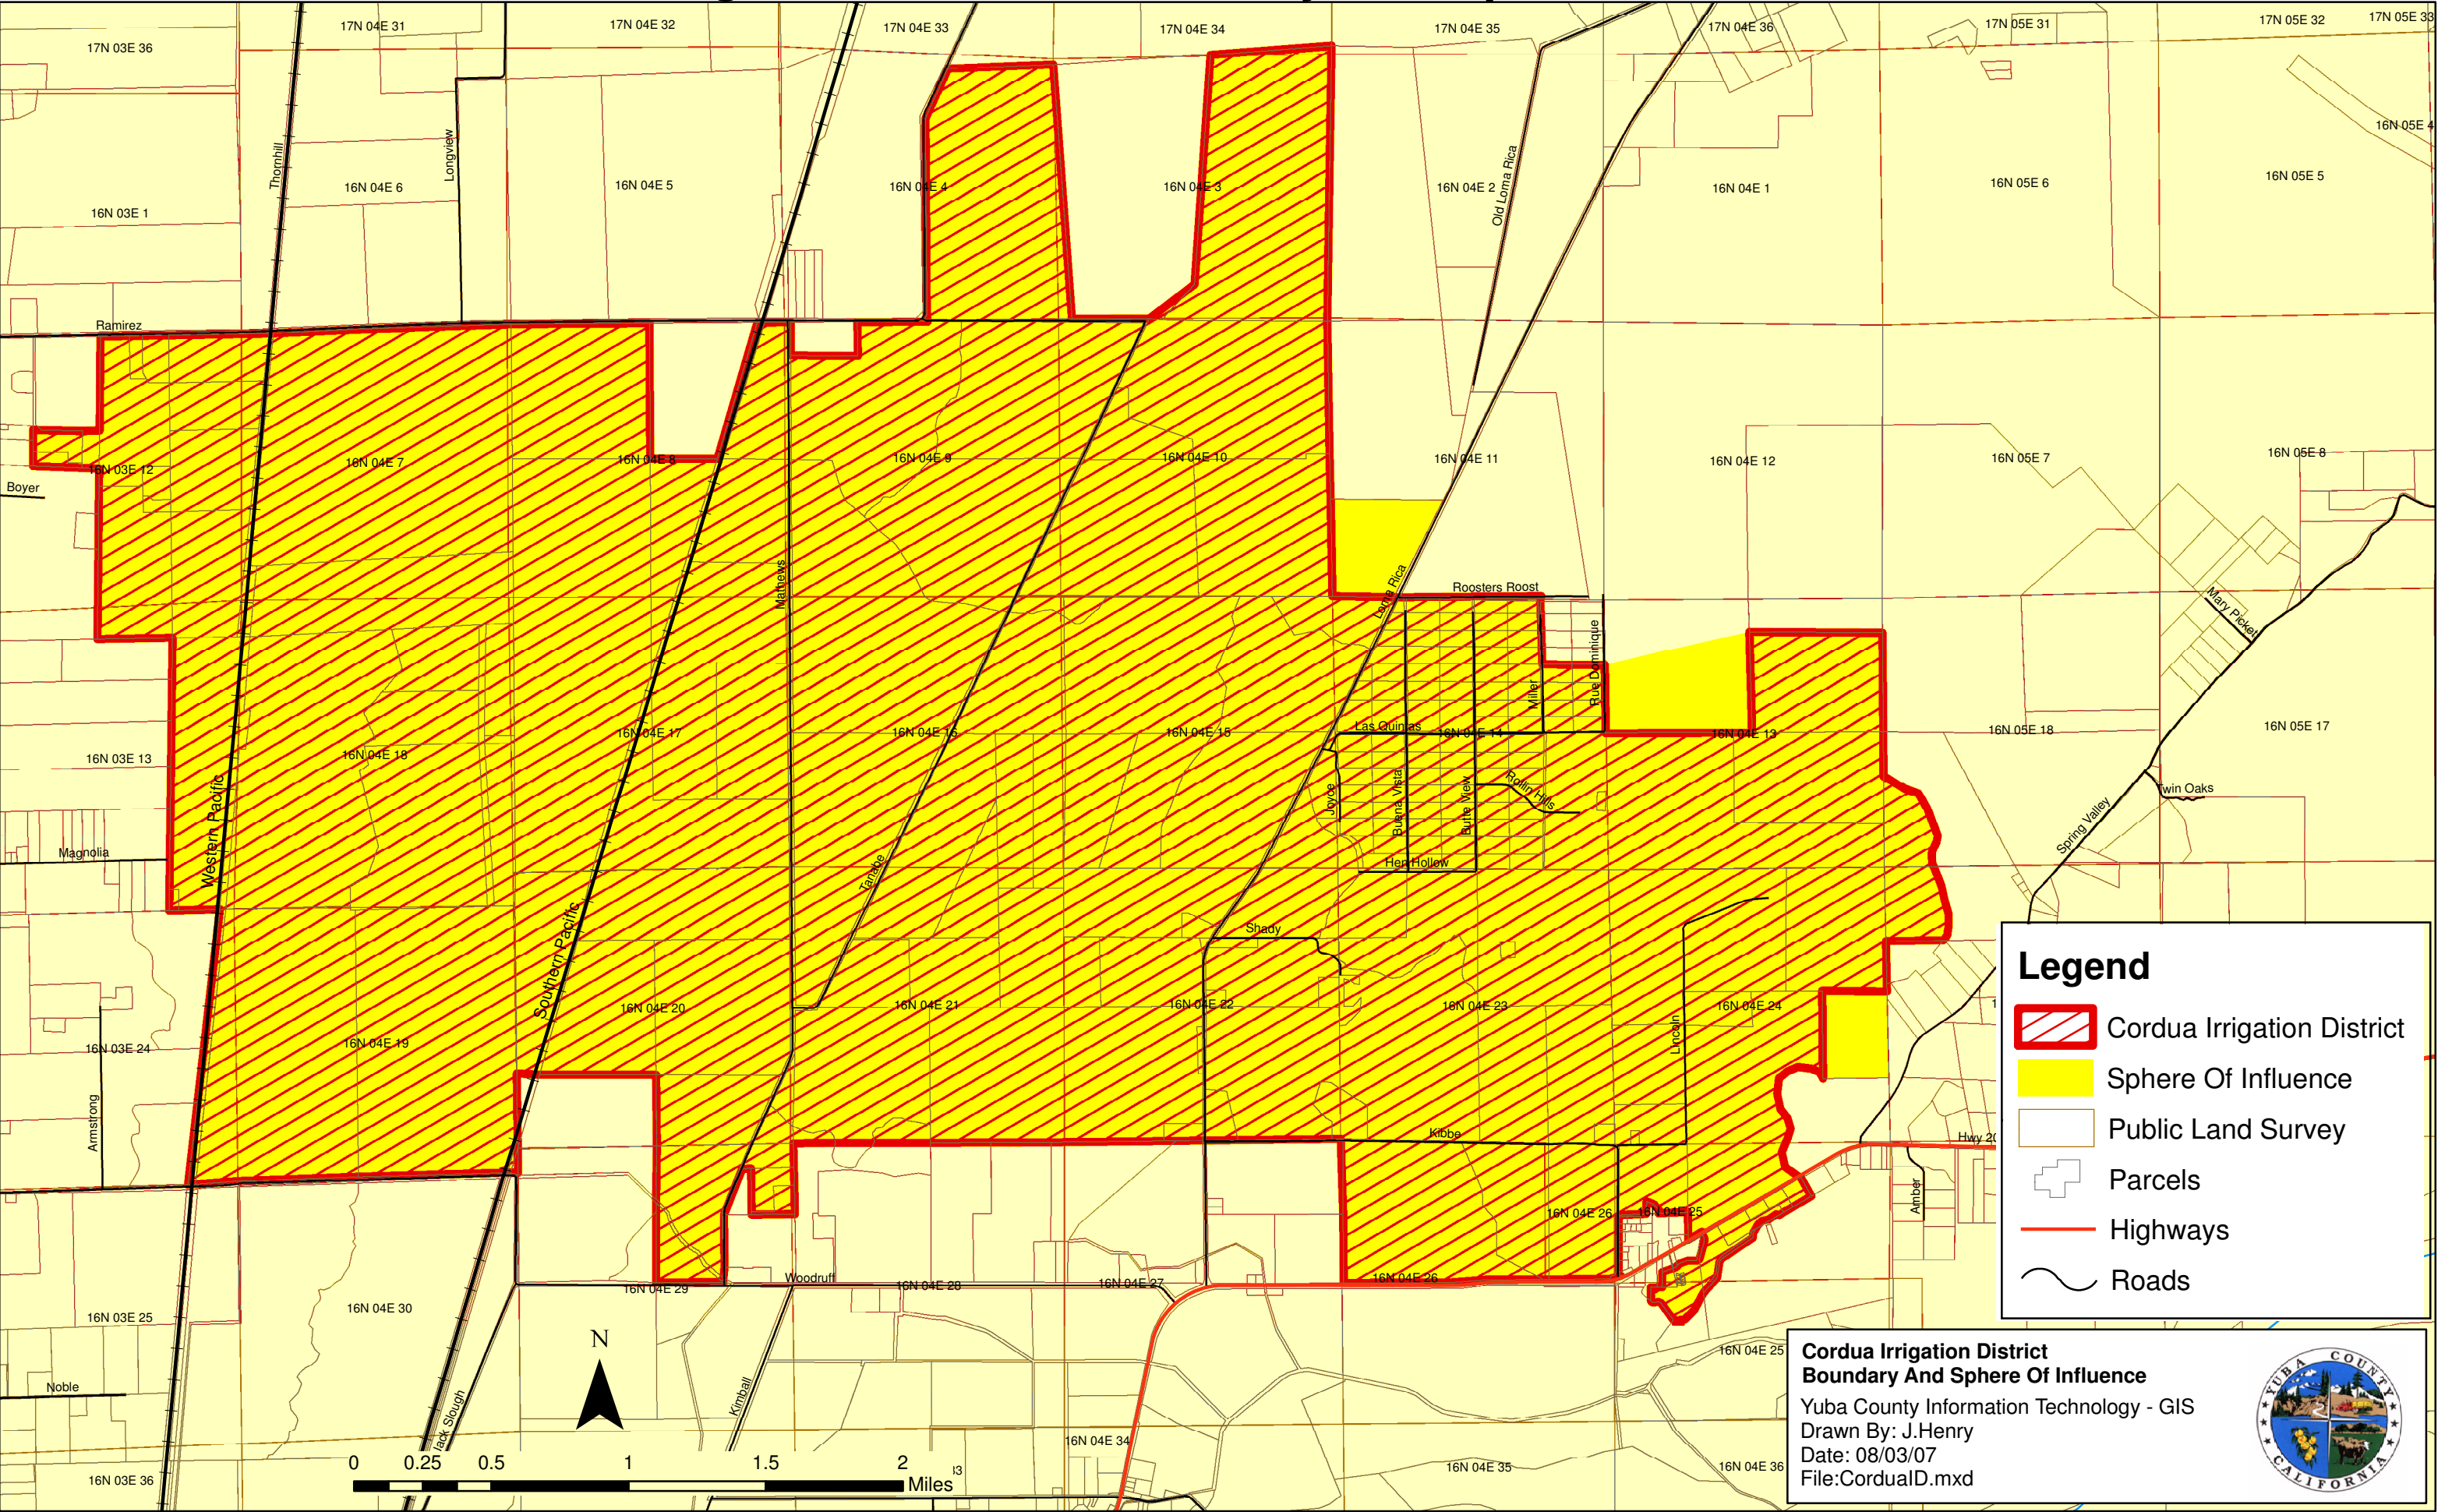 17N 03E 36
17N 04E 31
17N 04E 32
17N 04E 33
17N 04E 34
17N 04E 35
17N 04E 36
17N 05E 31
17N 05E 32
17N 05E 33
16N 05E 4
Thornhill
Longview
Old Loma Rica
16N 03E 1
16N 04E 6
16N 04E 5
16N 04E 4
16N 04E 3
16N 04E 2
16N 04E 1
16N 05E 6
16N 05E 5
Ramirez
16N 03E 12
16N 04E 7
16N 04E 8
16N 04E 9
16N 04E 10
16N 04E 11
16N 04E 12
16N 05E 7
16N 05E 8
Boyer
Mathews
Loma Rica
Roosters Roost
Rue Dominique
Mary Picket
Miller
16N 03E 13
16N 04E 18
16N 04E 17
16N 04E 16
16N 04E 15
Las Quintas
16N 04E 14
16N 04E 13
16N 05E 18
16N 05E 17
Western Pacific
Joyce
Buena Vista
Butte View
Rollin Hills
Twin Oaks
Spring Valley
Magnolia
Tanabe
Hen Hollow
Southern Pacific
Shady
16N 03E 24
16N 04E 19
16N 04E 20
16N 04E 21
16N 04E 22
16N 04E 23
16N 04E 24
Lincoln
Armstrong
Kibbe
Hwy 20
Amber
16N 04E 26
16N 04E 25
16N 03E 25
16N 04E 30
16N 04E 29
Woodruff
16N 04E 28
16N 04E 27
16N 04E 26
16N 04E 25
Noble
Jack Slough
Kimball
16N 03E 36
16N 04E 34
16N 04E 35
16N 04E 36
N
0 0.25 0.5 1 1.5 2
Miles
33
Legend
Cordua Irrigation District
Sphere Of Influence
Public Land Survey
Parcels
Highways
Roads
Cordua Irrigation District
Boundary And Sphere Of Influence
Yuba County Information Technology - GIS
Drawn By: J.Henry
Date: 08/03/07
File:CorduaID.mxd
YUBA COUNTY
CALIFORNIA